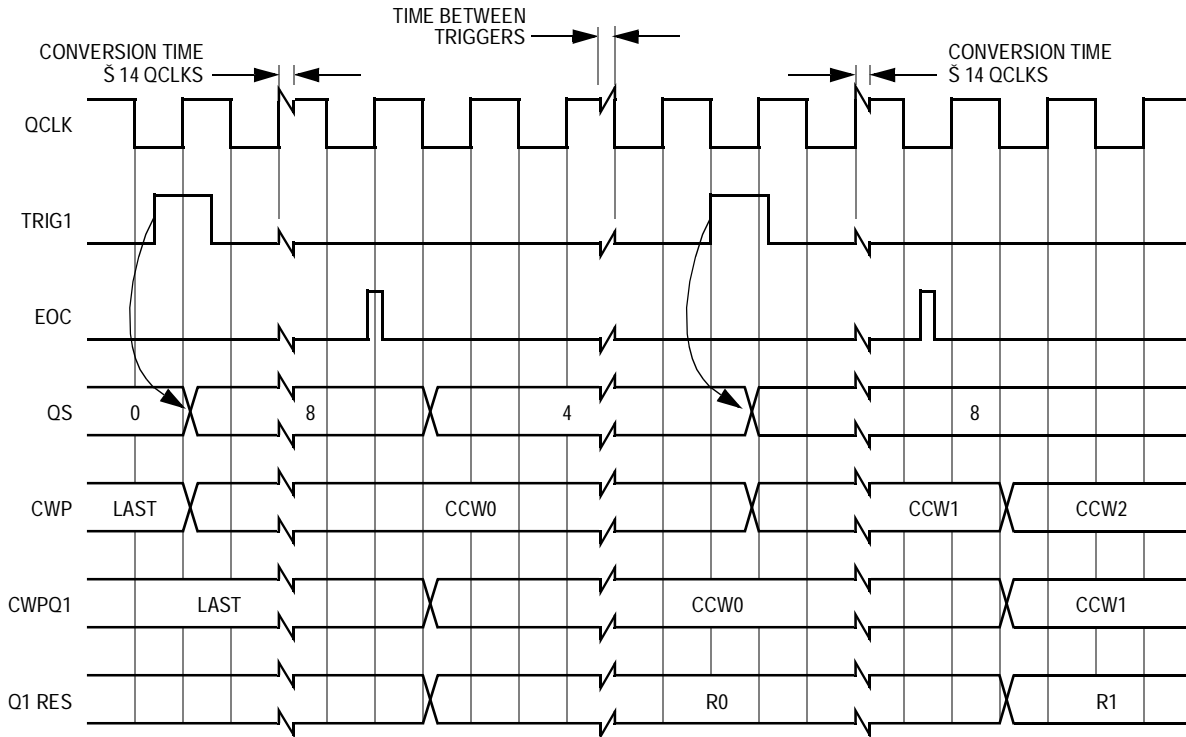 TIME BETWEEN
TRIGGERS
CONVERSION TIME
Š 14 QCLKS
CONVERSION TIME
Š 14 QCLKS
QCLK
TRIG1
EOC
QS
0
8
4
8
CWP
LAST
CCW0
CCW1
CCW2
CWPQ1
LAST
CCW0
CCW1
Q1 RES
R0
R1